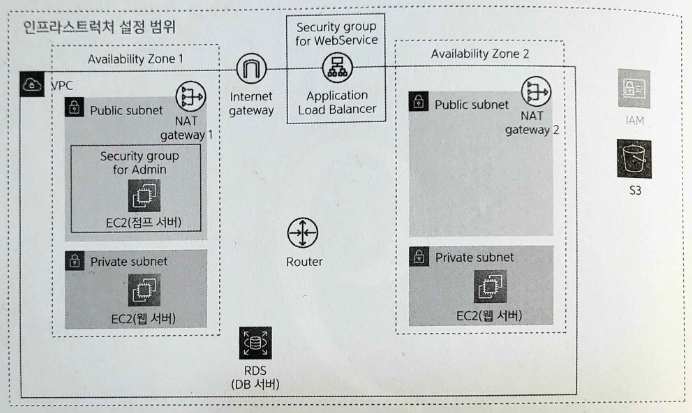 인프라스트럭처 설정 범위
Security group
for WebService
Availability Zone 1
Availability Zone 2
VPC
Internet
gateway
Application
Load Balancer
Public subnet
NAT
gateway 1
Public subnet
NAT
gateway 2
IAM
Security group
for Admin
EC2(점프 서버)
S3
Router
Private subnet
EC2(웹 서버)
Private subnet
EC2(웹 서버)
RDS
(DB 서버)